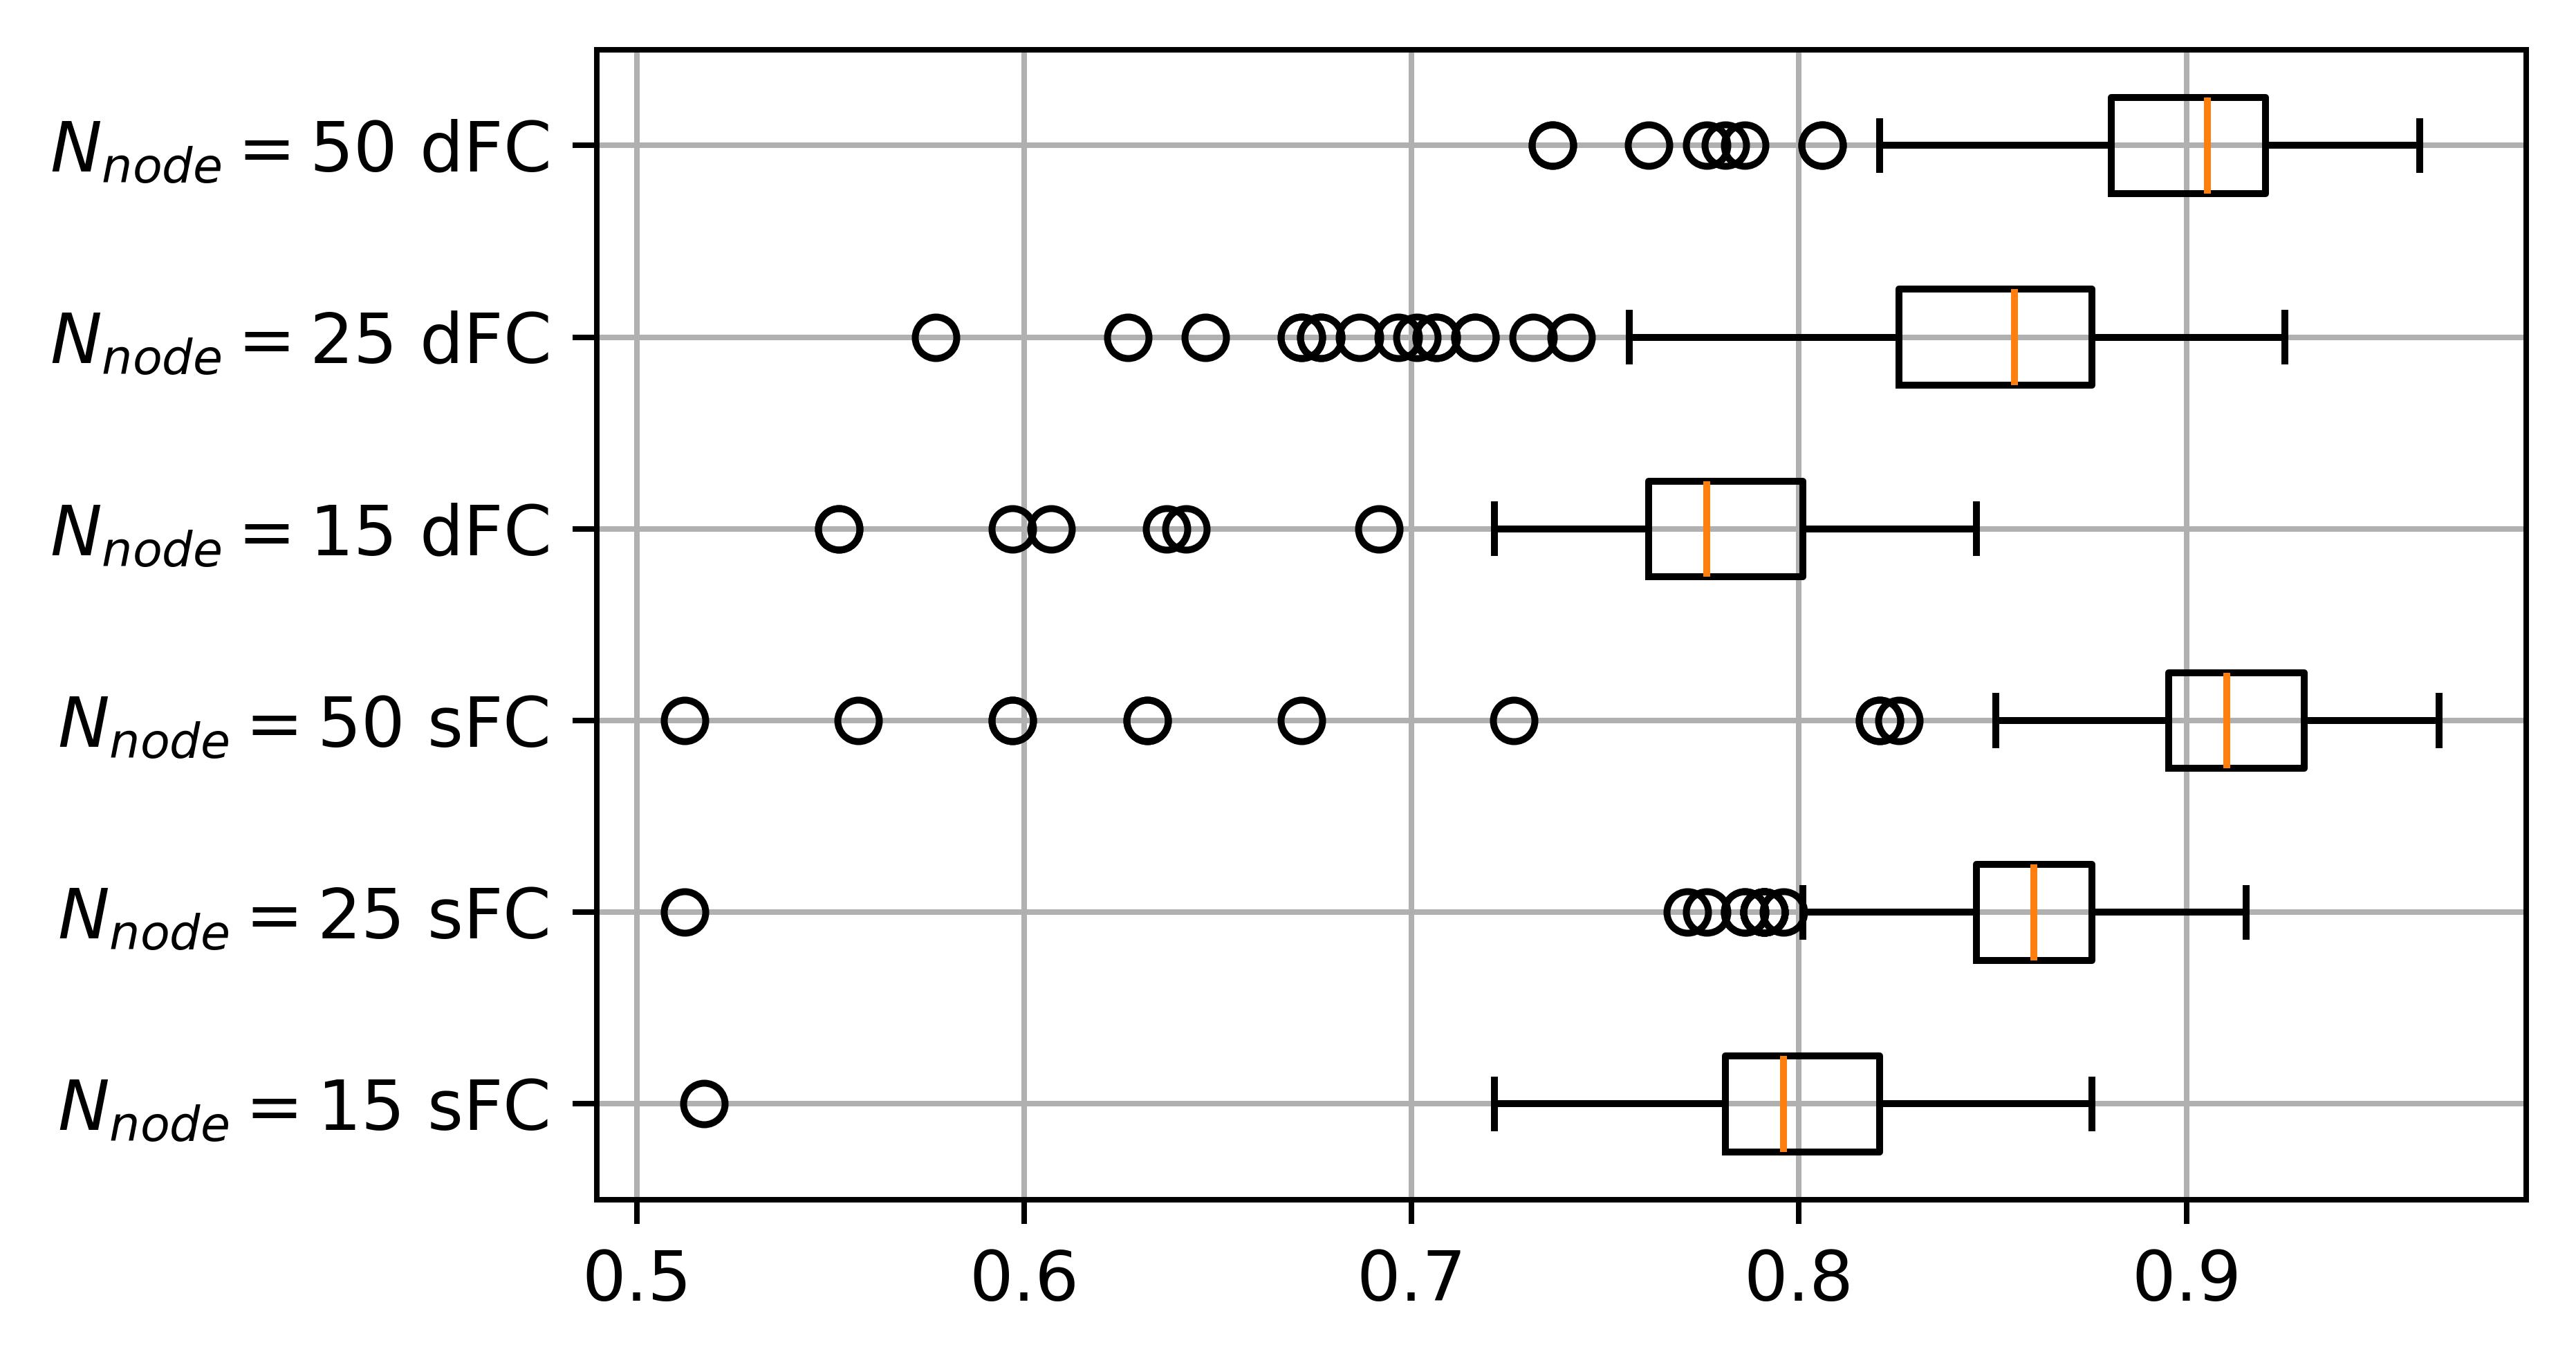 N_node = 50 dFC
N_node = 25 dFC
N_node = 15 dFC
N_node = 50 sFC
N_node = 25 sFC
N_node = 15 sFC
0.5 0.6 0.7 0.8 0.9